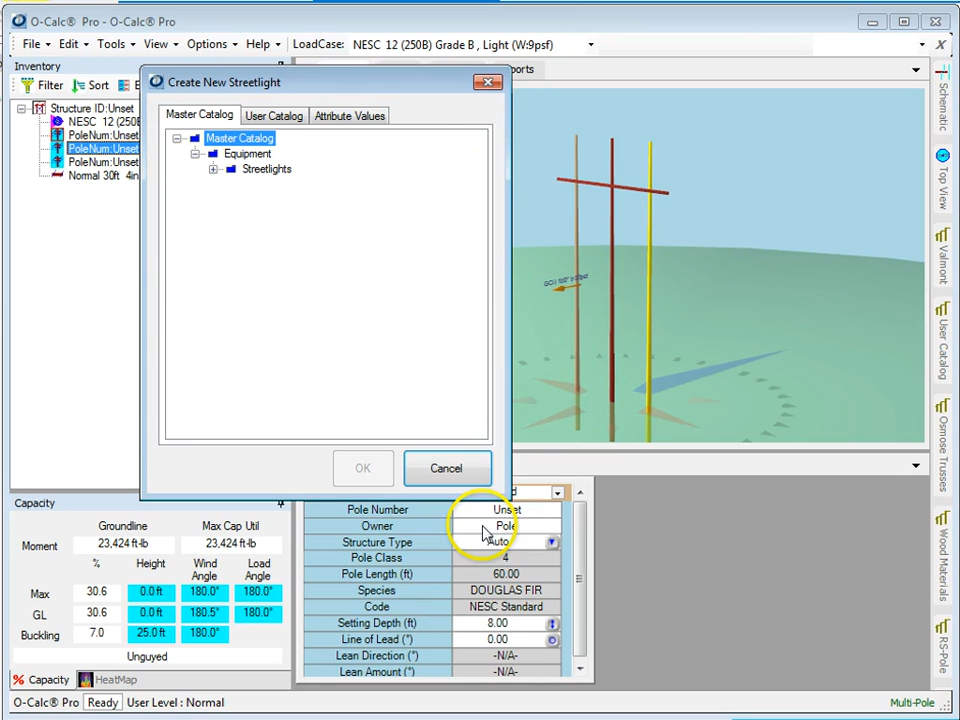 O-Calc® Pro - O-Calc® Pro
File Edit Tools View Options Help LoadCase: NESC 12 (250B) Grade B, Light (W:9psf)
Inventory
Filter Sort
Structure ID:Unset
NESC 12 (250B
PoleNum:Unset
PoleNum:Unset
PoleNum:Unset
Normal 30ft 4in
Create New Streetlight
Master Catalog User Catalog Attribute Values
Master Catalog
Equipment
Streetlights
OK Cancel
Schematic
Top View
Valmont
User Catalog
Osmose Trusses
Wood Materials
RS-Pole
Capacity
Groundline Max Cap Util
Moment 23,424 ft-lb 23,424 ft-lb
% Height Wind Angle Load Angle
Max 30.6 0.0 ft 180.0° 180.0°
GL 30.6 0.0 ft 180.5° 180.0°
Buckling 7.0 25.0 ft 180.0°
Unguyed
Capacity HeatMap
Pole Number Unset
Owner Pole
Structure Type Auto
Pole Class 4
Pole Length (ft) 60.00
Species DOUGLAS FIR
Code NESC Standard
Setting Depth (ft) 8.00
Line of Lead (°) 0.00
Lean Direction (°) -N/A-
Lean Amount (°) -N/A-
O-Calc® Pro Ready User Level : Normal Multi-Pole